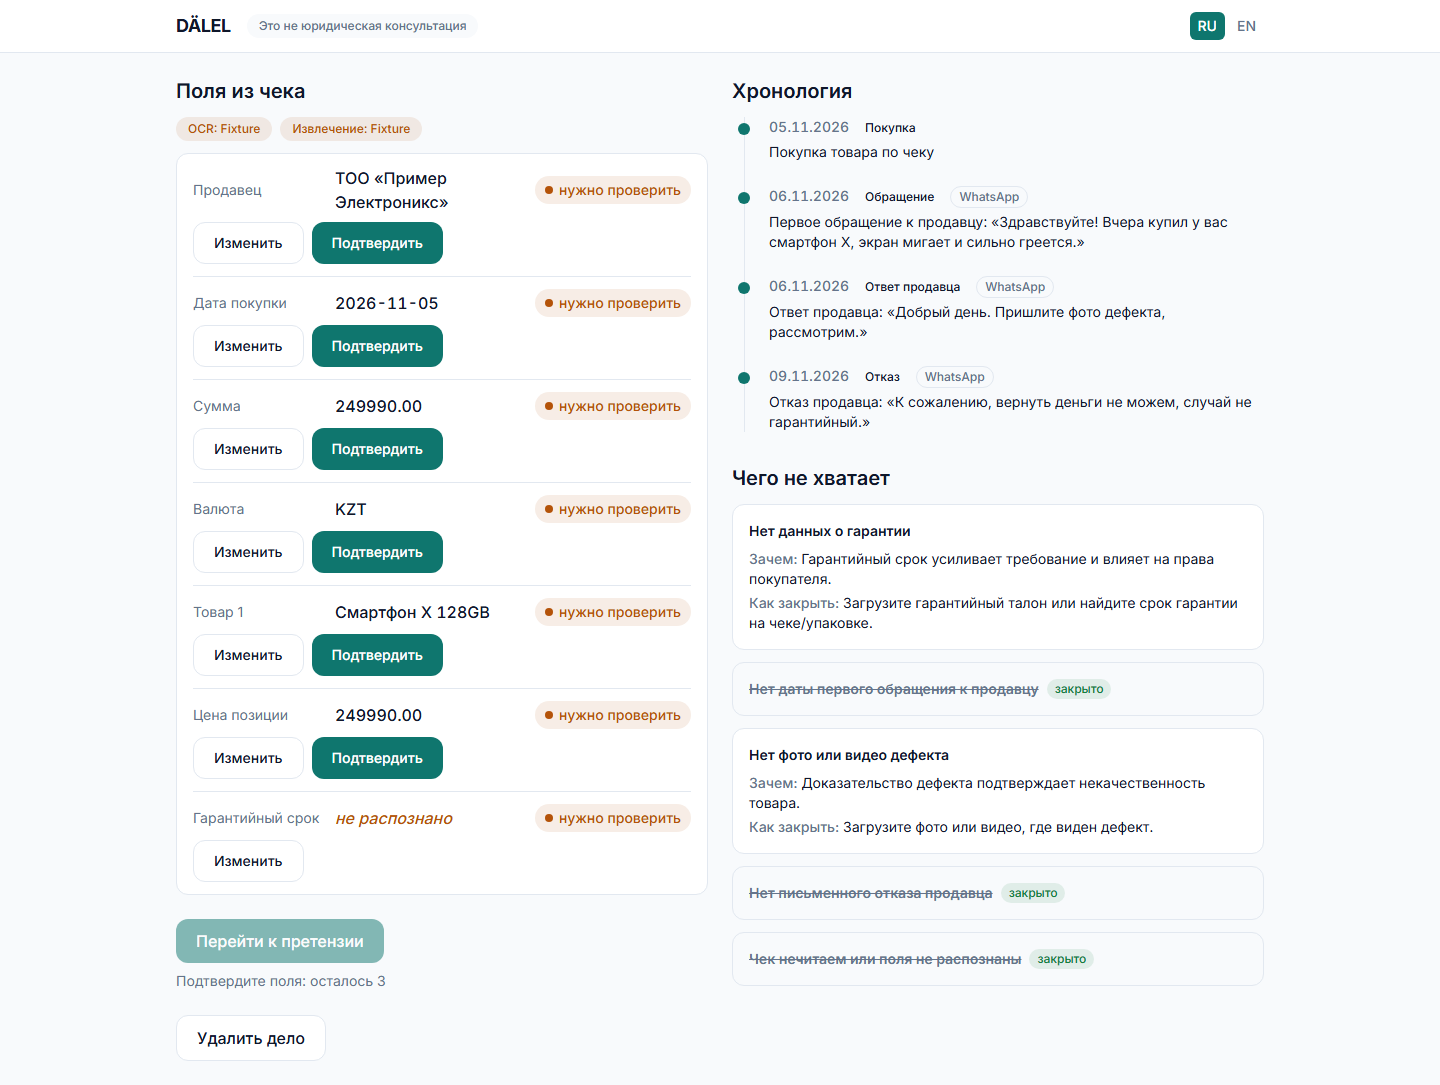 DÄLEL
Это не юридическая консультация
RU
EN
Поля из чека
OCR: Fixture
Извлечение: Fixture
Продавец
ТОО «Пример
Электроникс»
нужно проверить
Изменить
Подтвердить
Дата покупки
2026-11-05
нужно проверить
Изменить
Подтвердить
Сумма
249990.00
нужно проверить
Изменить
Подтвердить
Валюта
KZT
нужно проверить
Изменить
Подтвердить
Товар 1
Смартфон X 128GB
нужно проверить
Изменить
Подтвердить
Цена позиции
249990.00
нужно проверить
Изменить
Подтвердить
Гарантийный срок
не распознано
нужно проверить
Изменить
Перейти к претензии
Подтвердите поля: осталось 3
Удалить дело
Хронология
05.11.2026 Покупка
Покупка товара по чеку
06.11.2026 Обращение WhatsApp
Первое обращение к продавцу: «Здравствуйте! Вчера купил у вас
смартфон X, экран мигает и сильно греется.»
06.11.2026 Ответ продавца WhatsApp
Ответ продавца: «Добрый день. Пришлите фото дефекта,
рассмотрим.»
09.11.2026 Отказ WhatsApp
Отказ продавца: «К сожалению, вернуть деньги не можем, случай не
гарантийный.»
Чего не хватает
Нет данных о гарантии
Зачем: Гарантийный срок усиливает требование и влияет на права
покупателя.
Как закрыть: Загрузите гарантийный талон или найдите срок гарантии
на чеке/упаковке.
Нет даты первого обращения к продавцу закрыто
Нет фото или видео дефекта
Зачем: Доказательство дефекта подтверждает некачественность
товара.
Как закрыть: Загрузите фото или видео, где виден дефект.
Нет письменного отказа продавца закрыто
Чек нечитаем или поля не распознаны закрыто